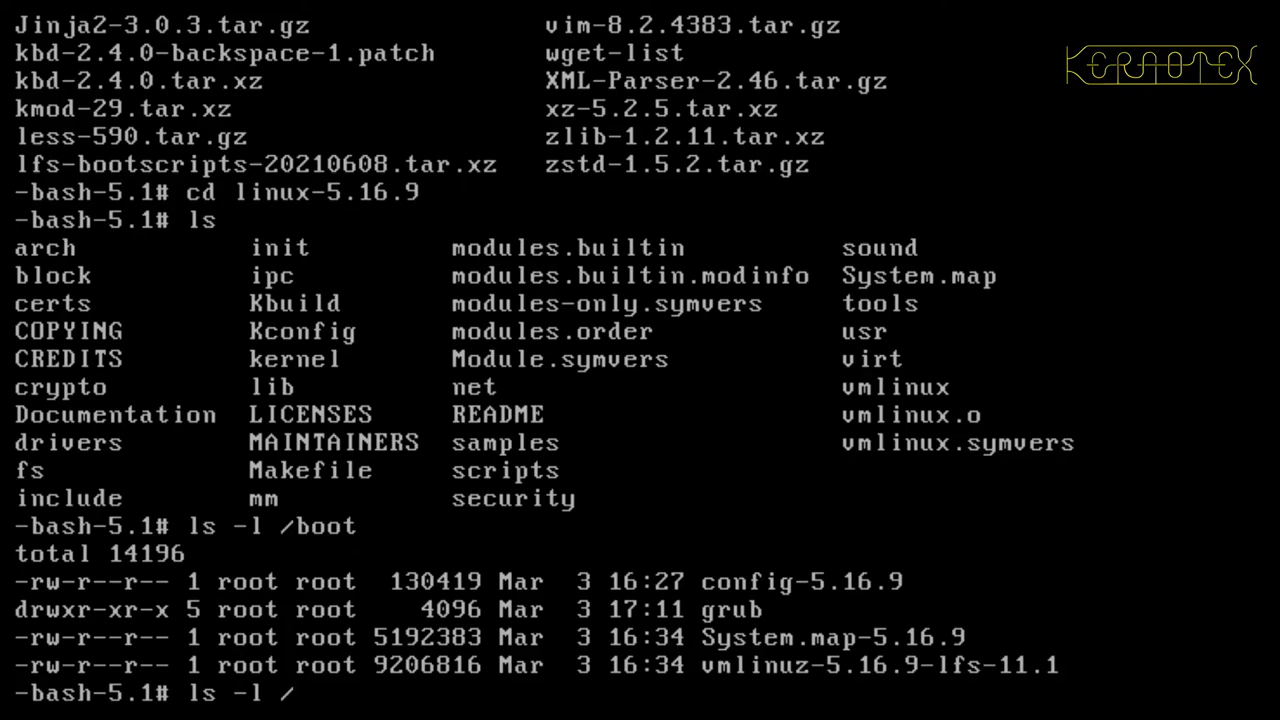 Jinja2-3.0.3.tar.gz vim-8.2.4383.tar.gz
kbd-2.4.0-backspace-1.patch wget-list
kbd-2.4.0.tar.xz XML-Parser-2.46.tar.gz
kmod-29.tar.xz xz-5.2.5.tar.xz
less-590.tar.gz zlib-1.2.11.tar.xz
lfs-bootscripts-20210608.tar.xz zstd-1.5.2.tar.gz
KERNOTEX
-bash-5.1# cd linux-5.16.9
-bash-5.1# ls
arch init modules.builtin sound
block ipc modules.builtin.modinfo System.map
certs Kbuild modules-only.symvers tools
COPYING Kconfig modules.order usr
CREDITS kernel Module.symvers virt
crypto lib net vmlinux
Documentation LICENSES README vmlinux.o
drivers MAINTAINERS samples vmlinux.symvers
fs Makefile scripts
include mm security
-bash-5.1# ls -l /boot
total 14196
-rw-r--r-- 1 root root 130419 Mar 3 16:27 config-5.16.9
drwxr-xr-x 5 root root 4096 Mar 3 17:11 grub
-rw-r--r-- 1 root root 5192383 Mar 3 16:34 System.map-5.16.9
-rw-r--r-- 1 root root 9206816 Mar 3 16:34 vmlinuz-5.16.9-lfs-11.1
-bash-5.1# ls -l /